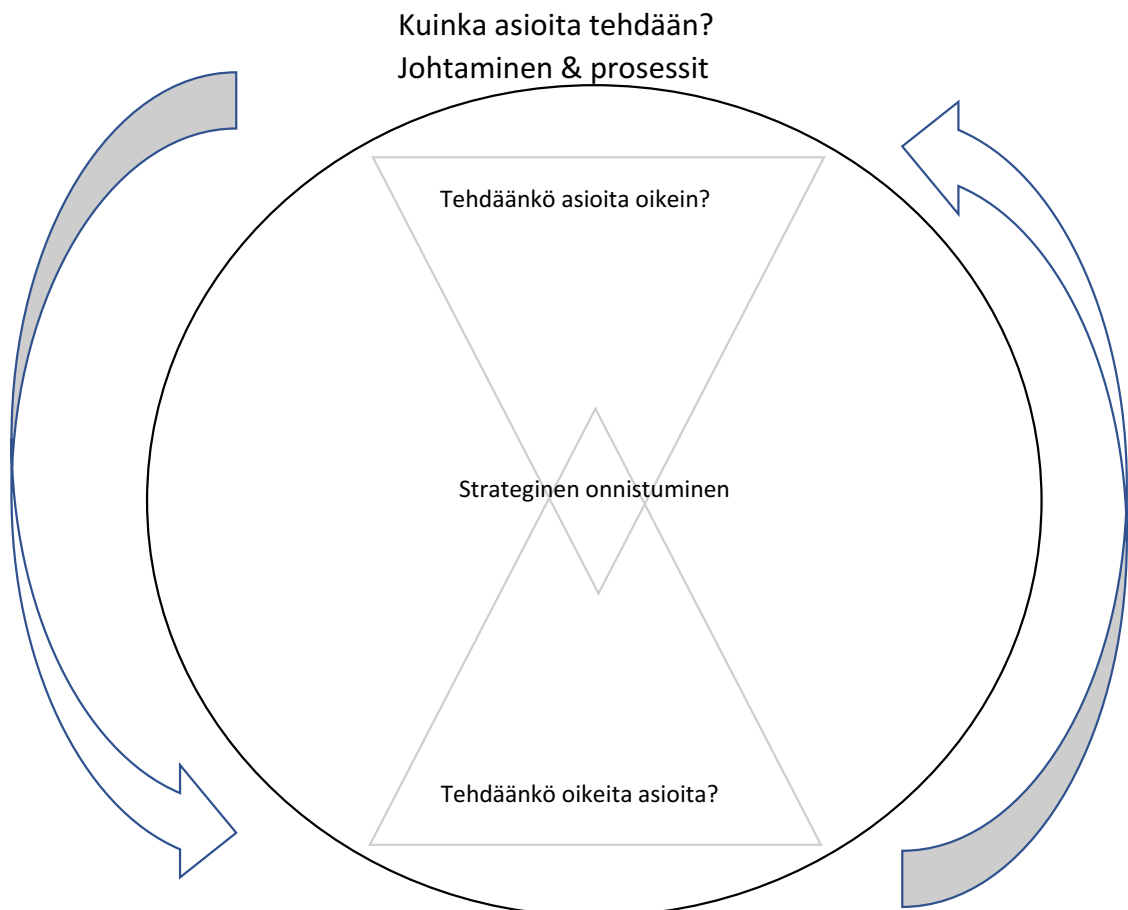 Kuinka asioita tehdään?
Johtaminen & prosessit
Tehdäänkö asioita oikein?
Strateginen onnistuminen
Tehdäänkö oikeita asioita?